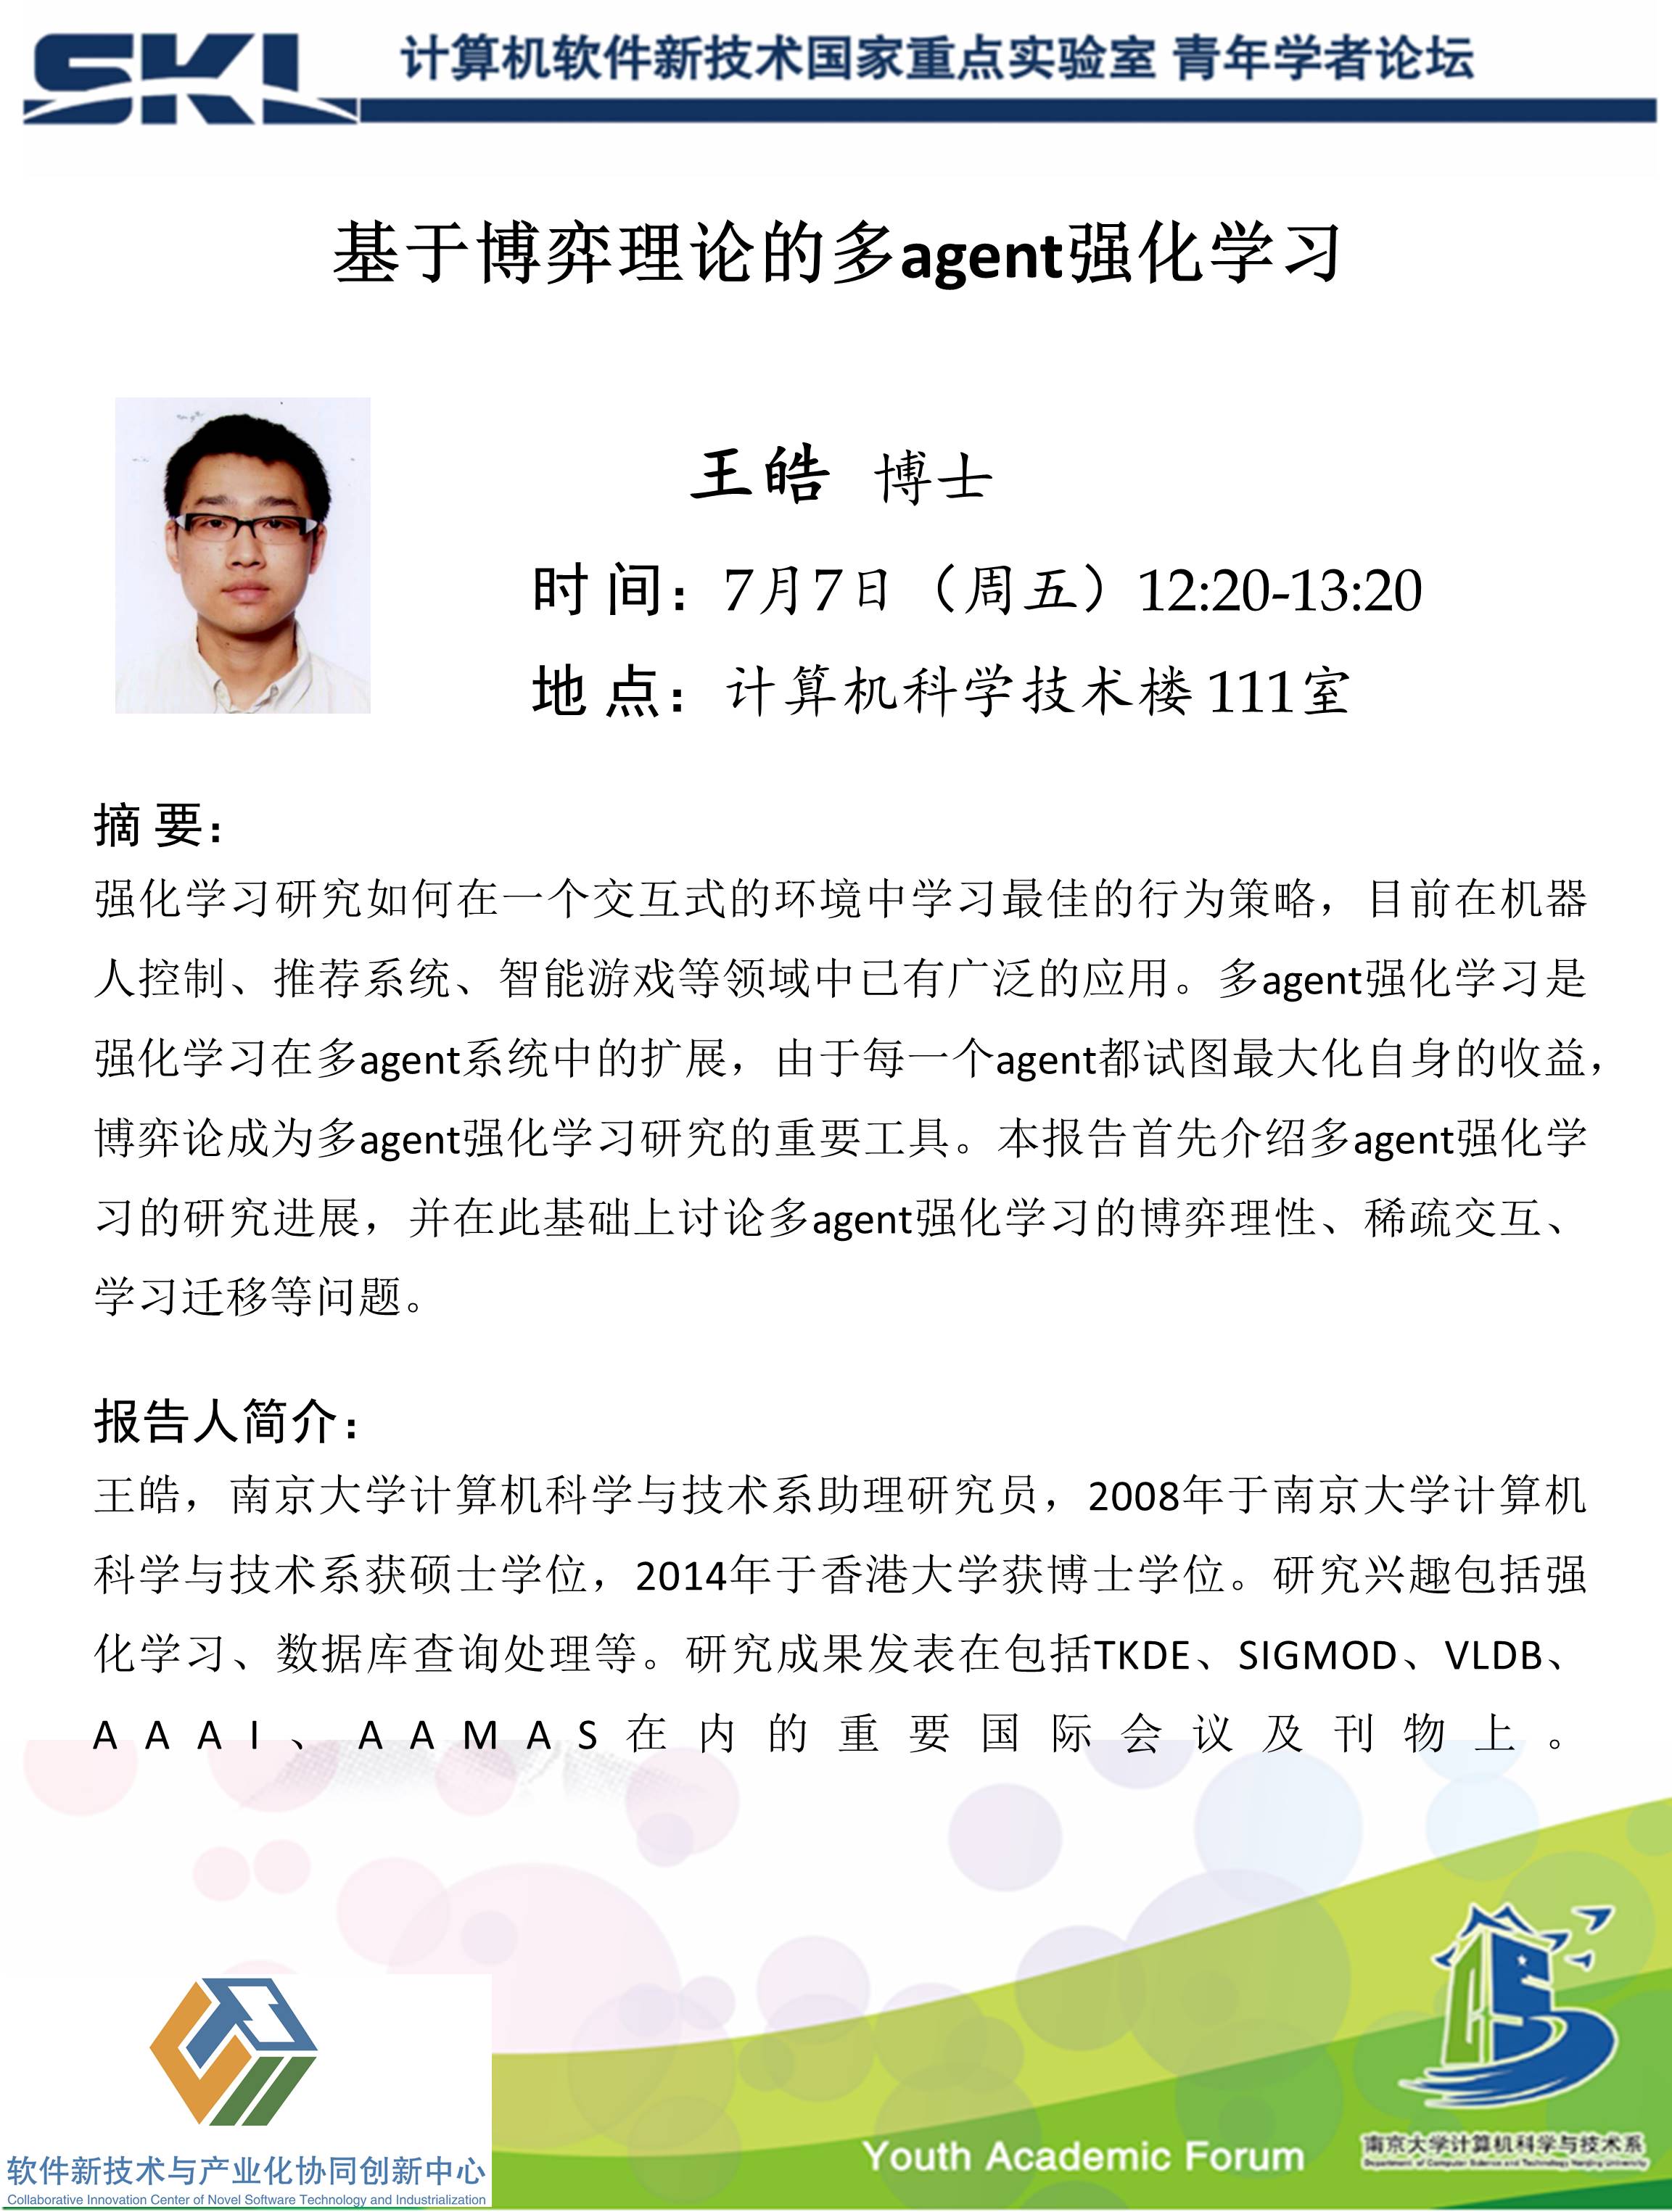 SKL
计算机软件新技术国家重点实验室 青年学者论坛
基于博弈理论的多agent强化学习
王皓 博士
时 间：7月7日（周五）12:20-13:20
地 点：计算机科学技术楼 111室
摘 要：
强化学习研究如何在一个交互式的环境中学习最佳的行为策略，目前在机器
人控制、推荐系统、智能游戏等领域中已有广泛的应用。多agent强化学习是
强化学习在多agent系统中的扩展，由于每一个agent都试图最大化自身的收益，
博弈论成为多agent强化学习研究的重要工具。本报告首先介绍多agent强化学
习的研究进展，并在此基础上讨论多agent强化学习的博弈理性、稀疏交互、
学习迁移等问题。
报告人简介：
王皓，南京大学计算机科学与技术系助理研究员，2008年于南京大学计算机
科学与技术系获硕士学位，2014年于香港大学获博士学位。研究兴趣包括强
化学习、数据库查询处理等。研究成果发表在包括TKDE、SIGMOD、VLDB、
AAAI、AAMAS在内的重要国际会议及刊物上。
软件新技术与产业化协同创新中心
Collaborative Innovation Center of Novel Software Technology and Industrialization
Youth Academic Forum
南京大学计算机科学与技术系
Department of Computer Science and Technology Nanjing University